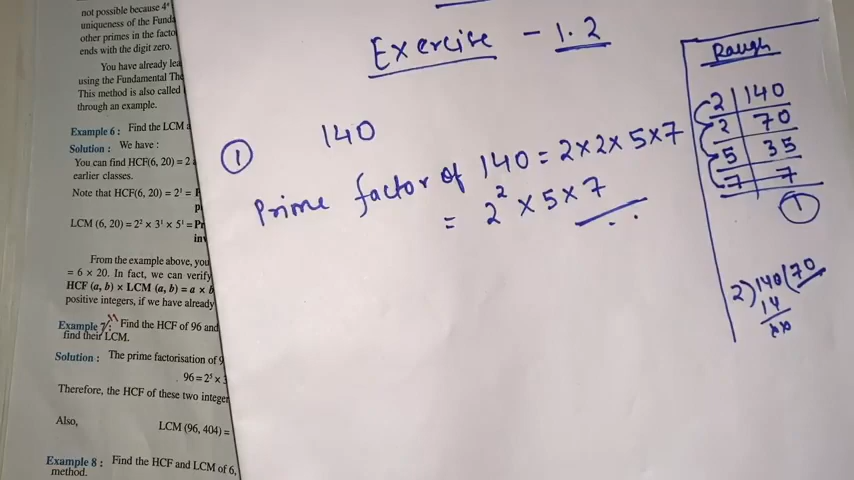 not possible because 4ⁿ
uniqueness of the Funda
other primes in the facto
ends with the digit zero.
You have already lea
using the Fundamental The
This method is also called
through an example.
Example 6 : Find the LCM a
Solution : We have :
You can find HCF(6, 20) = 2
earlier classes.
Note that HCF(6, 20) = 2¹ =
LCM (6, 20) = 2² × 3¹ × 5¹ = Pr
in
From the example above, you
= 6 × 20. In fact, we can verify
HCF (a, b) × LCM (a, b) = a × b
positive integers, if we have already
Example 7 : Find the HCF of 96 and
find their LCM.
Solution : The prime factorisation of 9
96 = 2⁵ × 3
Therefore, the HCF of these two integer
Also,
LCM (96, 404) =
Example 8 : Find the HCF and LCM of 6,
method.
Exercise - 1.2
① 140
Prime factor of 140 = 2×2×5×7
= 2² × 5 × 7
Rough
2 | 140
2 | 70
5 | 35
7 | 7
①
2)140(70
14
xx